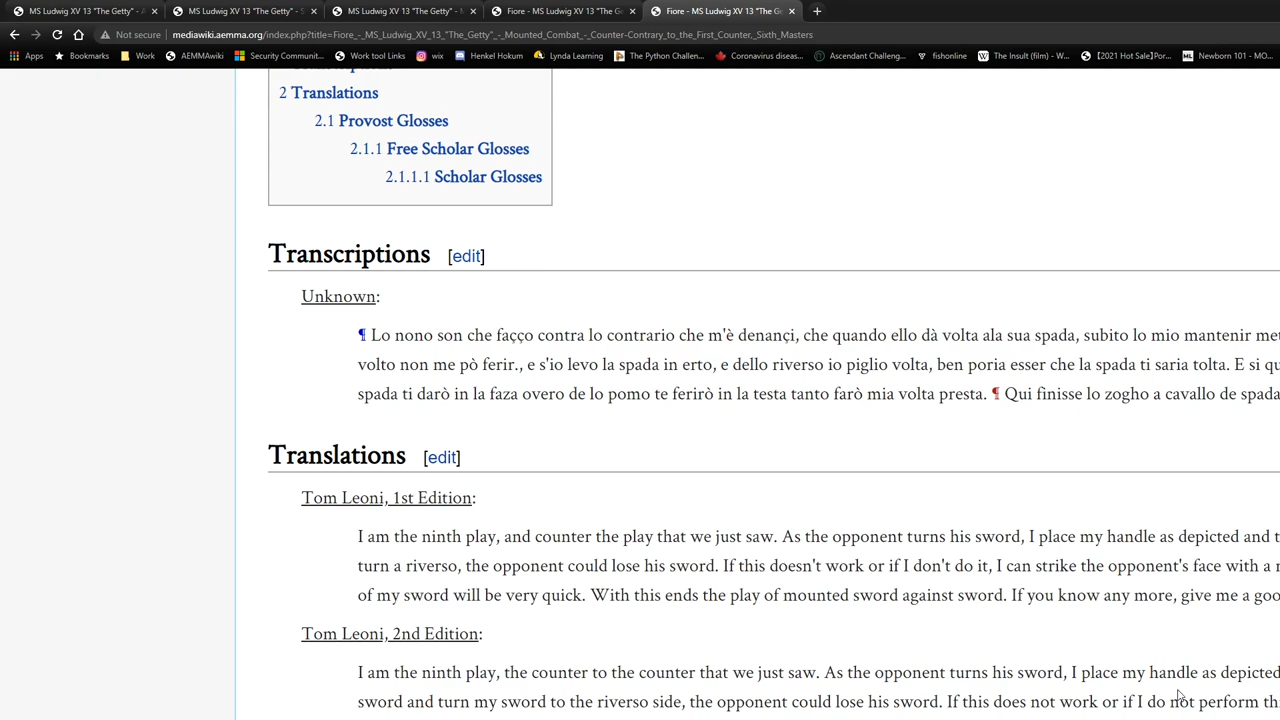 MS Ludwig XV 13 "The Getty" - A
MS Ludwig XV 13 "The Getty" - S
MS Ludwig XV 13 "The Getty" - M
Fiore - MS Ludwig XV 13 "The G
Fiore - MS Ludwig XV 13 "The Ge
Not secure | mediawiki.aemma.org/index.php?title=Fiore_-_MS_Ludwig_XV_13_"The_Getty"_-_Mounted_Combat_-_Counter-Contrary_to_the_First_Counter,_Sixth_Masters
Apps Bookmarks Work AEMMAwiki Security Communit... Work tool Links wix Henkel Hokum Lynda Learning The Python Challen... Coronavirus diseas... Ascendant Challeng... fishonline The Insult (film) - W... 【2021 Hot Sale】Por... Newborn 101 - MO...
2 Translations
2.1 Provost Glosses
2.1.1 Free Scholar Glosses
2.1.1.1 Scholar Glosses
Transcriptions [edit]
Unknown:
¶ Lo nono son che façço contra lo contrario che m'è denançi, che quando ello dà volta ala sua spada, subito lo mio mantenir met
volto non me pò ferir., e s'io levo la spada in erto, e dello riverso io piglio volta, ben poria esser che la spada ti saria tolta. E si qu
spada ti darò in la faza overo de lo pomo te ferirò in la testa tanto farò mia volta presta. ¶ Qui finisse lo zogho a cavallo de spada
Translations [edit]
Tom Leoni, 1st Edition:
I am the ninth play, and counter the play that we just saw. As the opponent turns his sword, I place my handle as depicted and t
turn a riverso, the opponent could lose his sword. If this doesn't work or if I don't do it, I can strike the opponent's face with a r
of my sword will be very quick. With this ends the play of mounted sword against sword. If you know any more, give me a goo
Tom Leoni, 2nd Edition:
I am the ninth play, the counter to the counter that we just saw. As the opponent turns his sword, I place my handle as depicted
sword and turn my sword to the riverso side, the opponent could lose his sword. If this does not work or if I do not perform th